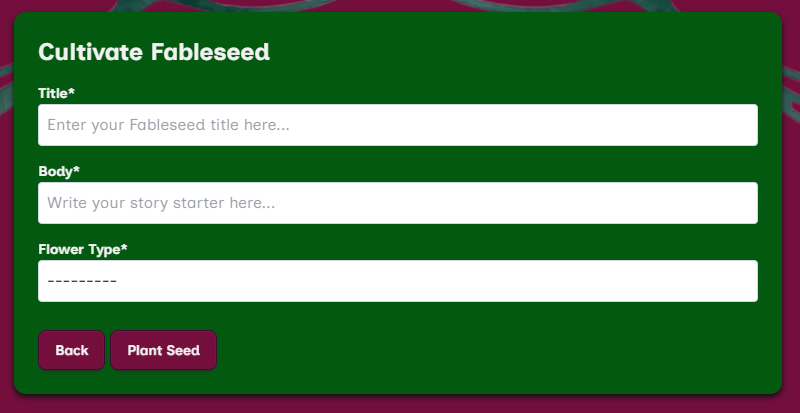 Cultivate Fableseed
Title*
Enter your Fableseed title here...
Body*
Write your story starter here...
Flower Type*
---------
Back Plant Seed